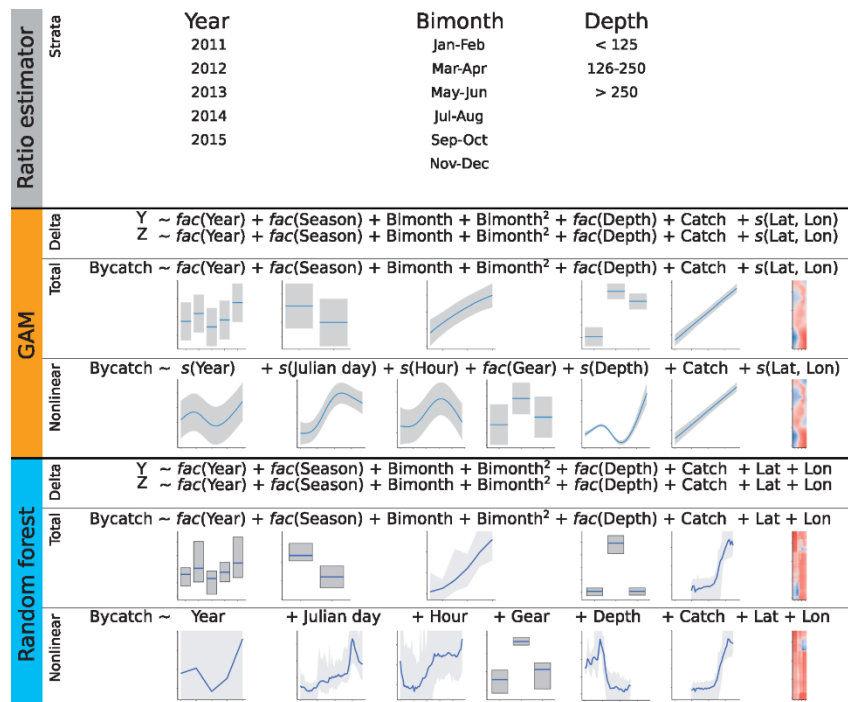 Ratio estimator
Strata
Year Bimonth Depth
2011 Jan-Feb < 125
2012 Mar-Apr 126-250
2013 May-Jun > 250
2014 Jul-Aug
2015 Sep-Oct
Nov-Dec
GAM
Delta
Y ~ fac(Year) + fac(Season) + Bimonth + Bimonth² + fac(Depth) + Catch + s(Lat, Lon)
Z ~ fac(Year) + fac(Season) + Bimonth + Bimonth² + fac(Depth) + Catch + s(Lat, Lon)
Total
Bycatch ~ fac(Year) + fac(Season) + Bimonth + Bimonth² + fac(Depth) + Catch + s(Lat, Lon)
Nonlinear
Bycatch ~ s(Year) + s(Julian day) + s(Hour) + fac(Gear) + s(Depth) + Catch + s(Lat, Lon)
Random forest
Delta
Y ~ fac(Year) + fac(Season) + Bimonth + Bimonth² + fac(Depth) + Catch + Lat + Lon
Z ~ fac(Year) + fac(Season) + Bimonth + Bimonth² + fac(Depth) + Catch + Lat + Lon
Total
Bycatch ~ fac(Year) + fac(Season) + Bimonth + Bimonth² + fac(Depth) + Catch + Lat + Lon
Nonlinear
Bycatch ~ Year + Julian day + Hour + Gear + Depth + Catch + Lat + Lon